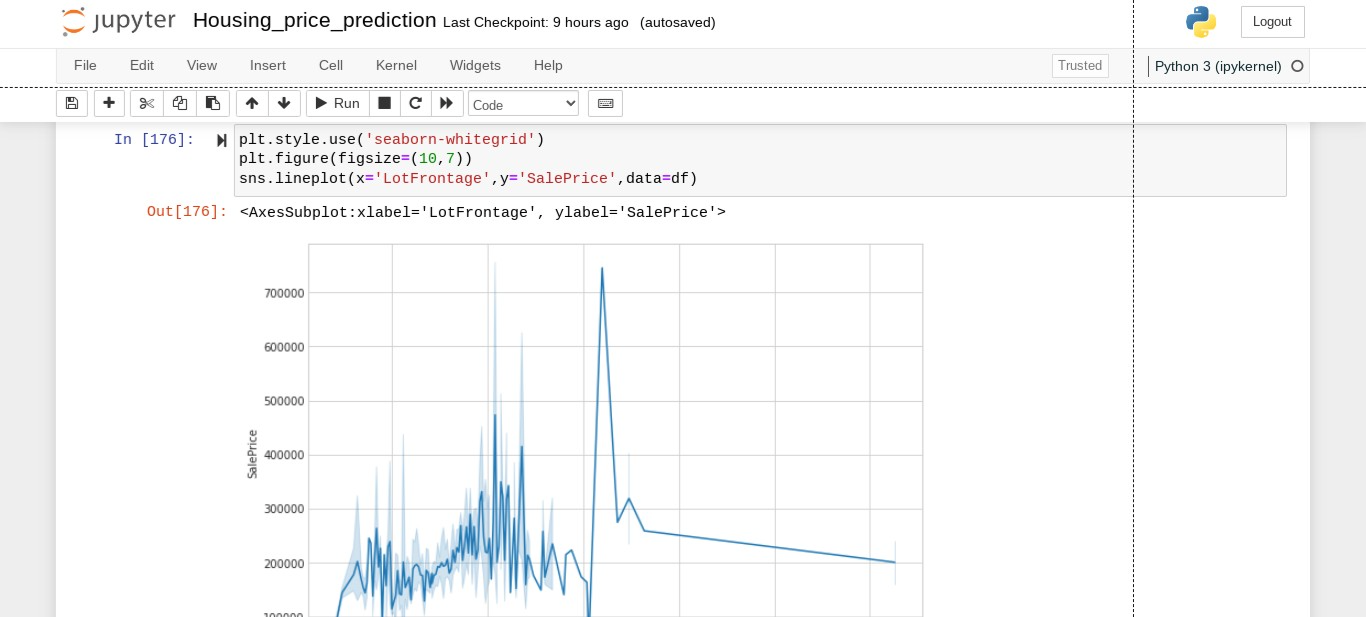 jupyter Housing_price_prediction Last Checkpoint: 9 hours ago (autosaved) Logout
File Edit View Insert Cell Kernel Widgets Help Trusted Python 3 (ipykernel)
Run Code
In [176]: plt.style.use('seaborn-whitegrid')
plt.figure(figsize=(10,7))
sns.lineplot(x='LotFrontage',y='SalePrice',data=df)
Out[176]: <AxesSubplot:xlabel='LotFrontage', ylabel='SalePrice'>
700000
600000
500000
SalePrice
400000
300000
200000
100000